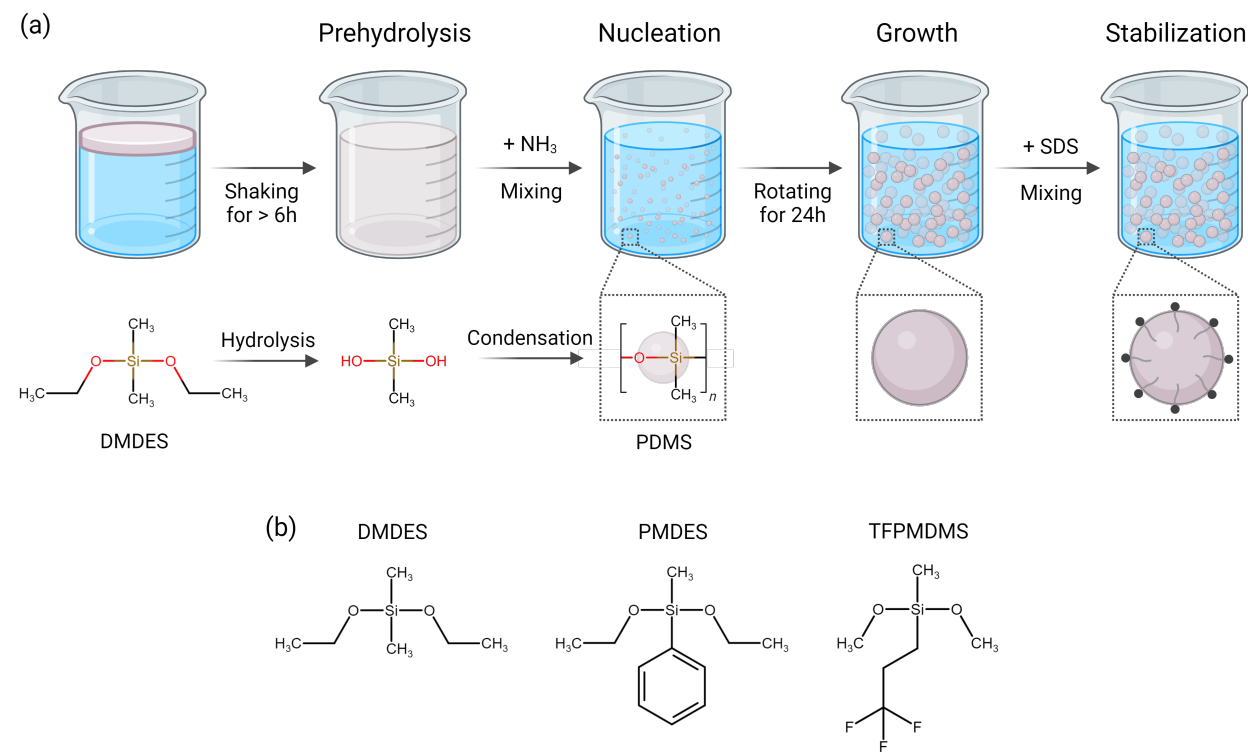 (a)
Prehydrolysis
Nucleation
Growth
Stabilization
Shaking
for > 6h
+ NH₃
Mixing
Rotating
for 24h
+ SDS
Mixing
CH₃
O Si O
H₃C CH₃ CH₃
DMDES
Hydrolysis
CH₃
HO Si OH
CH₃
Condensation
CH₃
O Si
CH₃ n
PDMS
(b)
DMDES
PMDES
TFPMDMS
CH₃
O Si O
H₃C CH₃ CH₃
CH₃
O Si O
H₃C CH₃
CH₃
O Si O
H₃C CH₃
F F
F